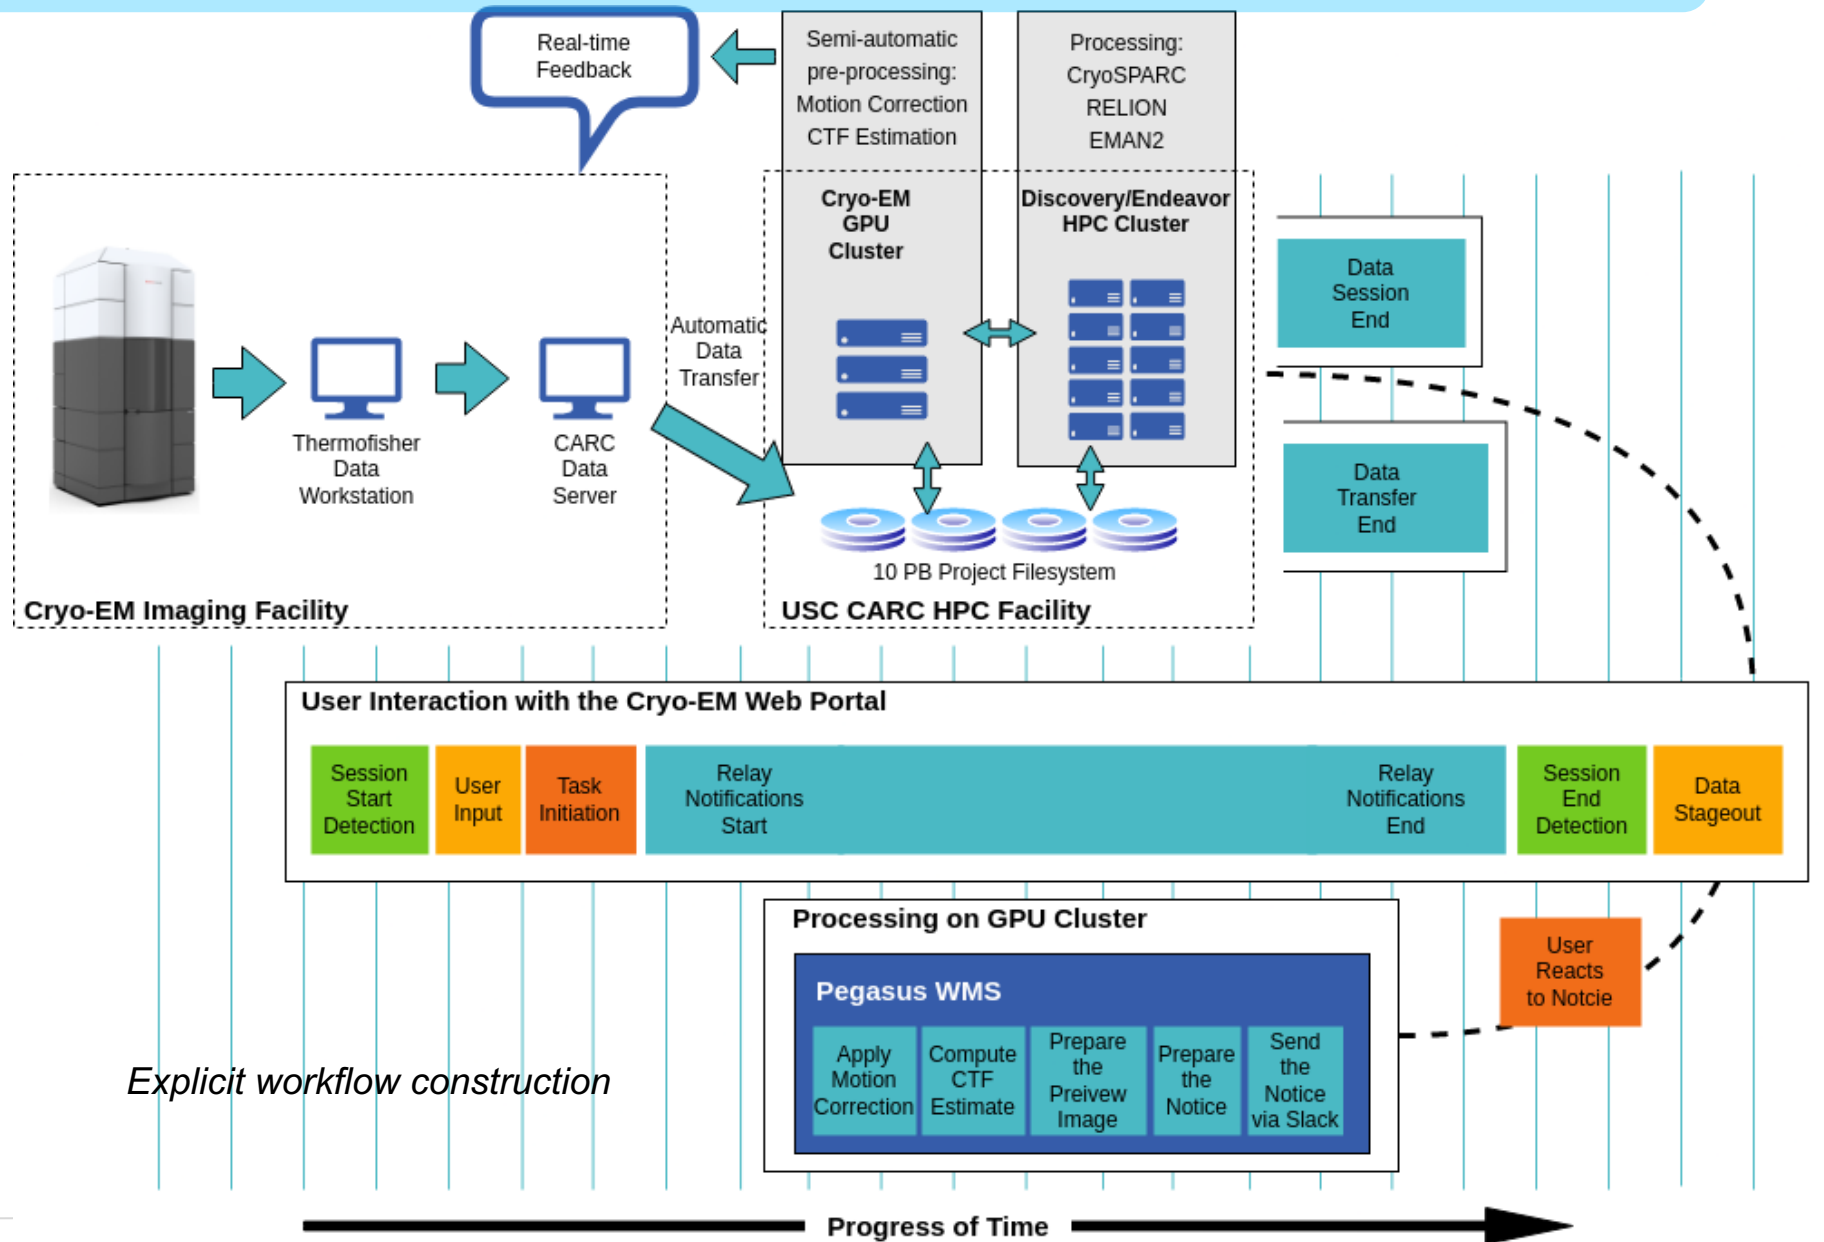 Real-time
Feedback
Semi-automatic
pre-processing:
Motion Correction
CTF Estimation
Processing:
CryoSPARC
RELION
EMAN2
Cryo-EM
GPU
Cluster
Discovery/Endeavor
HPC Cluster
Data
Session
End
Automatic
Data
Transfer
Thermofisher
Data
Workstation
CARC
Data
Server
Data
Transfer
End
10 PB Project Filesystem
Cryo-EM Imaging Facility
USC CARC HPC Facility
User Interaction with the Cryo-EM Web Portal
Session
Start
Detection
User
Input
Task
Initiation
Relay
Notifications
Start
Relay
Notifications
End
Session
End
Detection
Data
Stageout
Processing on GPU Cluster
Pegasus WMS
Apply
Motion
Correction
Compute
CTF
Estimate
Prepare
the
Preivew
Image
Prepare
the
Notice
Send
the
Notice
via Slack
User
Reacts
to Notcie
Explicit workflow construction
Progress of Time